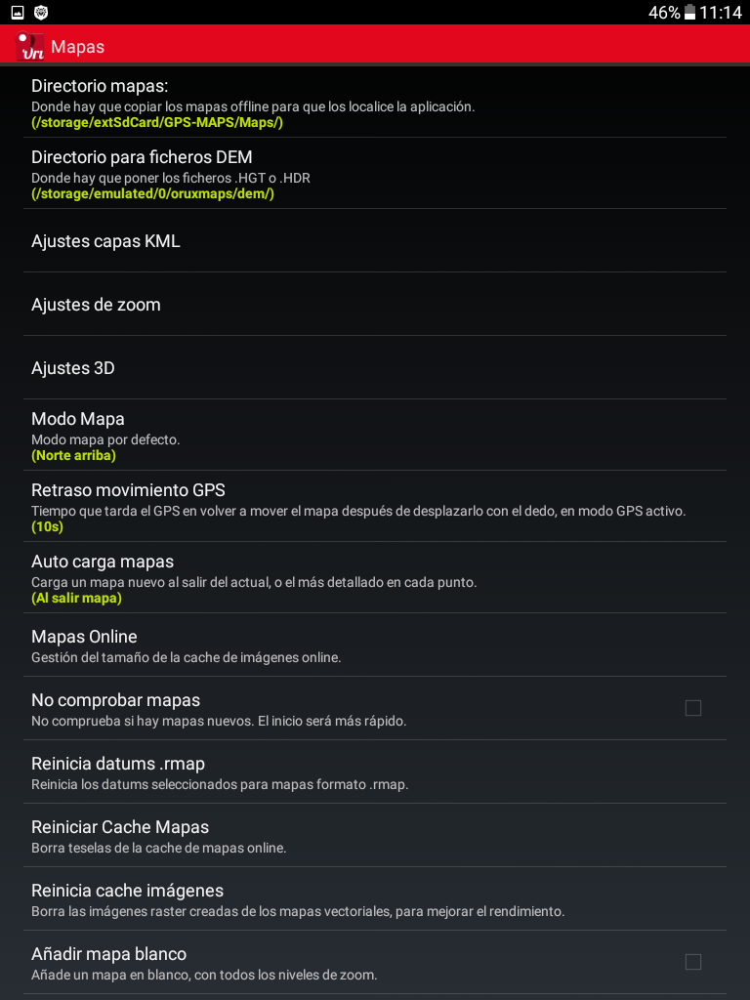 46% 11:14
Mapas
Directorio mapas:
Donde hay que copiar los mapas offline para que los localice la aplicación.
(/storage/extSdCard/GPS-MAPS/Maps/)
Directorio para ficheros DEM
Donde hay que poner los ficheros .HGT o .HDR
(/storage/emulated/0/oruxmaps/dem/)
Ajustes capas KML
Ajustes de zoom
Ajustes 3D
Modo Mapa
Modo mapa por defecto.
(Norte arriba)
Retraso movimiento GPS
Tiempo que tarda el GPS en volver a mover el mapa después de desplazarlo con el dedo, en modo GPS activo.
(10s)
Auto carga mapas
Carga un mapa nuevo al salir del actual, o el más detallado en cada punto.
(Al salir mapa)
Mapas Online
Gestión del tamaño de la cache de imágenes online.
No comprobar mapas
No comprueba si hay mapas nuevos. El inicio será más rápido.
Reinicia datums .rmap
Reinicia los datums seleccionados para mapas formato .rmap.
Reiniciar Cache Mapas
Borra teselas de la cache de mapas online.
Reinicia cache imágenes
Borra las imágenes raster creadas de los mapas vectoriales, para mejorar el rendimiento.
Añadir mapa blanco
Añade un mapa en blanco, con todos los niveles de zoom.